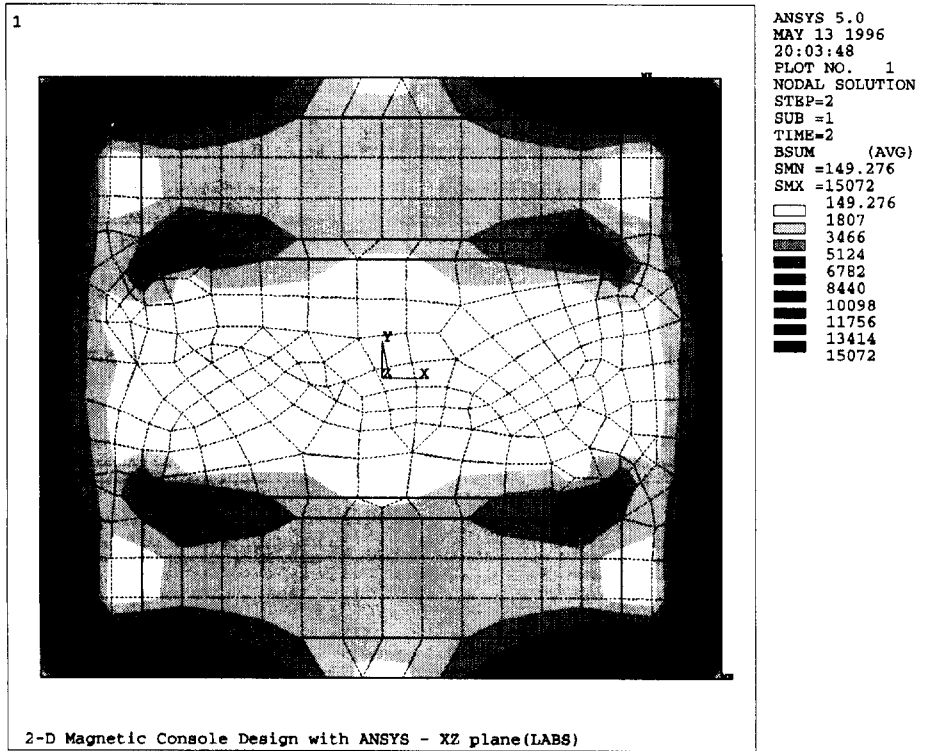 1
ANSYS 5.0
MAY 13 1996
20:03:48
PLOT NO. 1
NODAL SOLUTION
STEP=2
SUB =1
TIME=2
BSUM (AVG)
SMN =149.276
SMX =15072
149.276
1807
3466
5124
6782
8440
10098
11756
13414
15072
Y
X
2-D Magnetic Console Design with ANSYS - XZ plane(LABS)